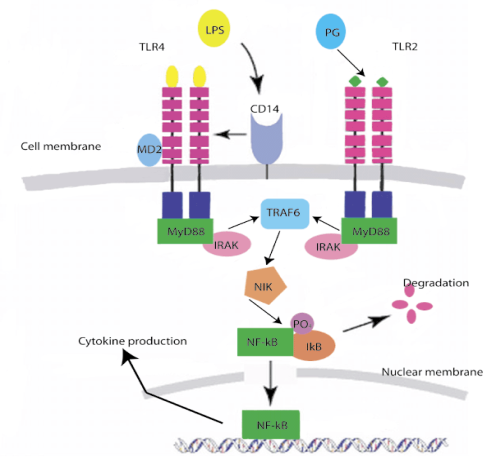 LPS
PG
TLR4
TLR2
CD14
MD2
Cell membrane
TRAF6
MyD88
MyD88
IRAK
IRAK
NIK
Degradation
PO
Cytokine production
NF-kB
IkB
Nuclear membrane
NF-kB